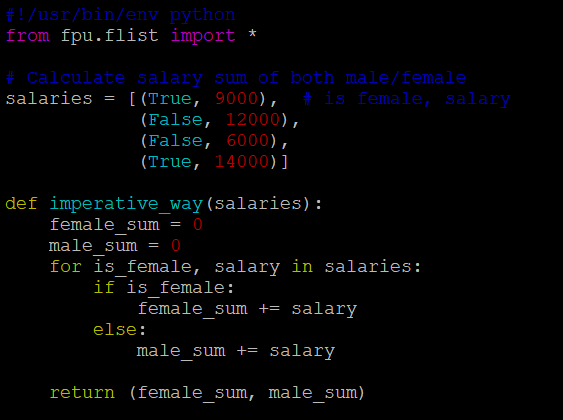 #!/usr/bin/env python
from fpu.flist import *

# Calculate salary sum of both male/female
salaries = [(True, 9000),  # is female, salary
            (False, 12000),
            (False, 6000),
            (True, 14000)]

def imperative_way(salaries):
    female_sum = 0
    male_sum = 0
    for is_female, salary in salaries:
        if is_female:
            female_sum += salary
        else:
            male_sum += salary

    return (female_sum, male_sum)